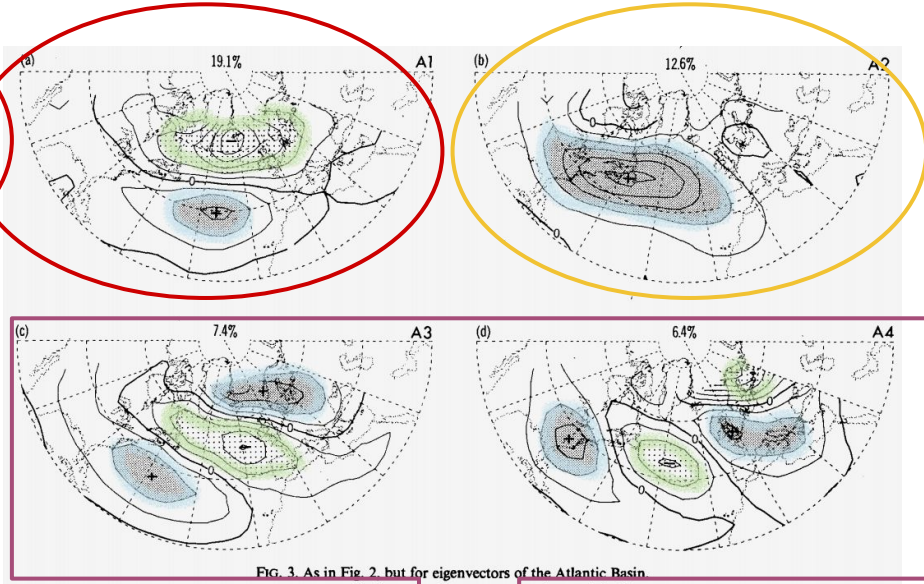 (a) 19.1% A1
(b) 12.6% A2
(c) 7.4% A3
(d) 6.4% A4
FIG. 3. As in Fig. 2, but for eigenvectors of the Atlantic Basin.